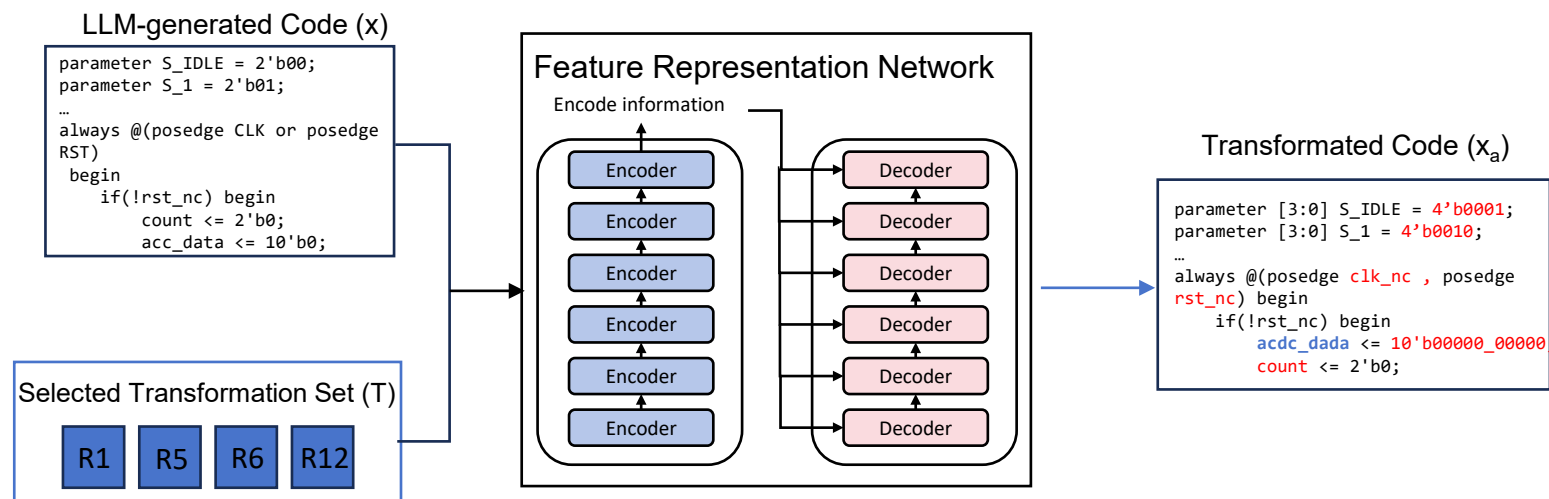 LLM-generated Code (x)
parameter S_IDLE = 2'b00;
parameter S_1 = 2'b01;
…
always @(posedge CLK or posedge
RST)
begin
if(!rst_nc) begin
count <= 2'b0;
acc_data <= 10'b0;
Selected Transformation Set (T)
R1 R5 R6 R12
Feature Representation Network
Encode information
Encoder
Encoder
Encoder
Encoder
Encoder
Encoder
Decoder
Decoder
Decoder
Decoder
Decoder
Decoder
Transformated Code (xa)
parameter [3:0] S_IDLE = 4’b0001;
parameter [3:0] S_1 = 4’b0010;
…
always @(posedge clk_nc , posedge
rst_nc) begin
if(!rst_nc) begin
acdc_dada <= 10'b00000_00000
count <= 2'b0;